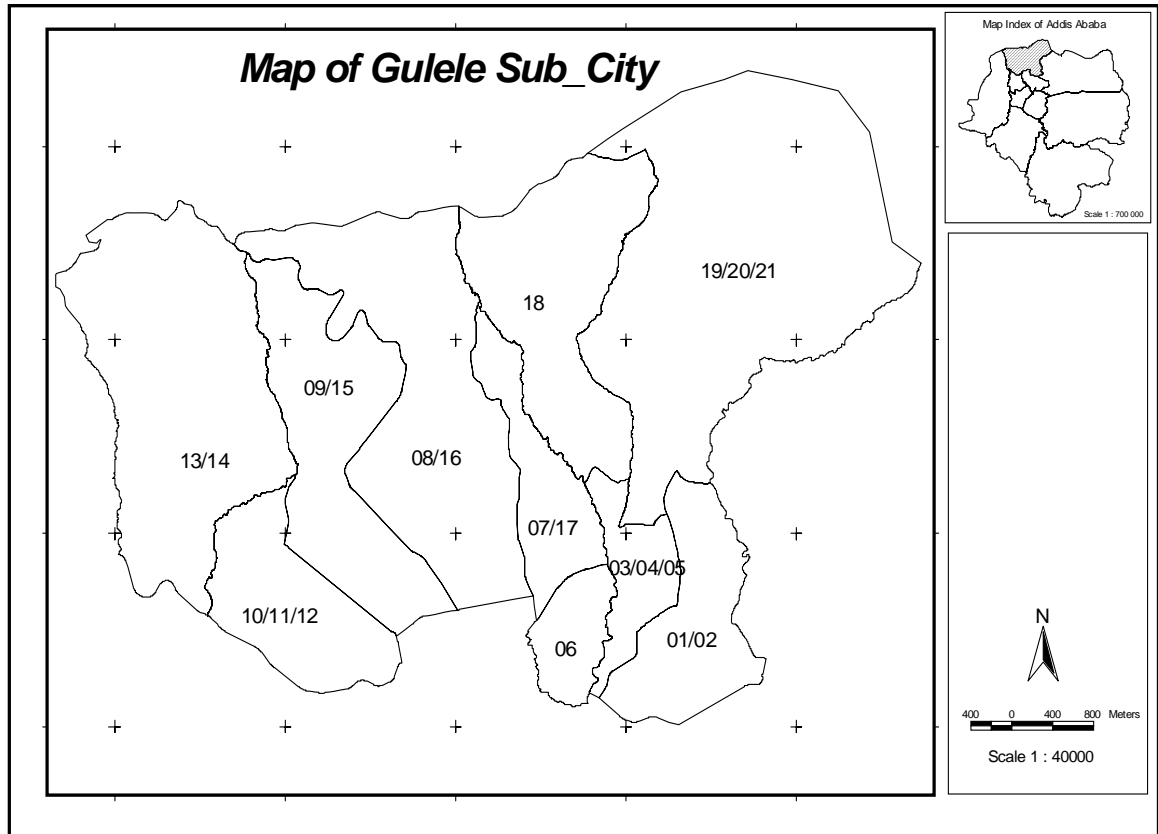 Map of Gulele Sub_City
Map Index of Addis Ababa
Scale 1 : 700 000
19/20/21
18
09/15
08/16
13/14
07/17
03/04/05
10/11/12
06
01/02
N
400 0 400 800 Meters
Scale 1 : 40000